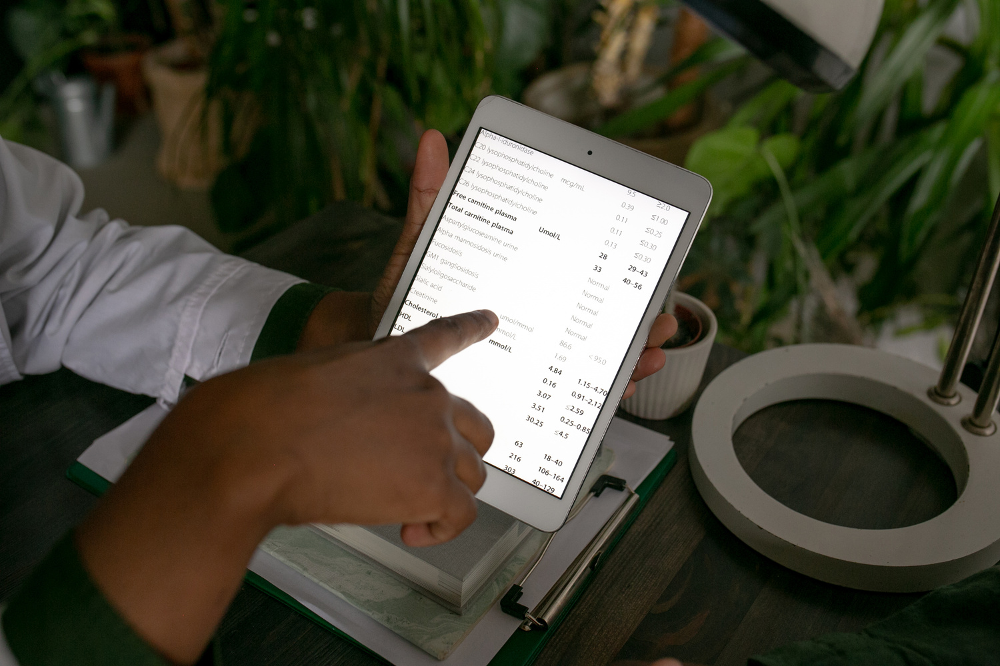 Alpha-l-iduronidase 9.5 ≥2.0
C20 lysophosphatidylcholine mcg/mL 0.39 ≤1.00
C22 lysophosphatidylcholine 0.11 ≤0.25
C24 lysophosphatidylcholine 0.11 ≤0.30
C26 lysophosphatidylcholine 0.13 ≤0.30
Free carnitine plasma Umol/L 28 29–43
Total carnitine plasma 33 40–56
Aspartylglucoseamine urine Normal
Alpha mannosidosis urine Normal
Fucosidosis Normal
GM1 gangliosidosis Normal
Sialyloligosaccharide Normal
Sialic acid umol/mmol 86.6 <95.0
Creatinine mmol/L 1.69
Cholesterol mmol/L 4.84 1.15–4.70
HDL 0.16 0.91–2.12
LDL 3.07 ≤2.59
3.51 0.25–0.85
30.25 ≤4.5
63 18–40
216 106–164
303 40–129